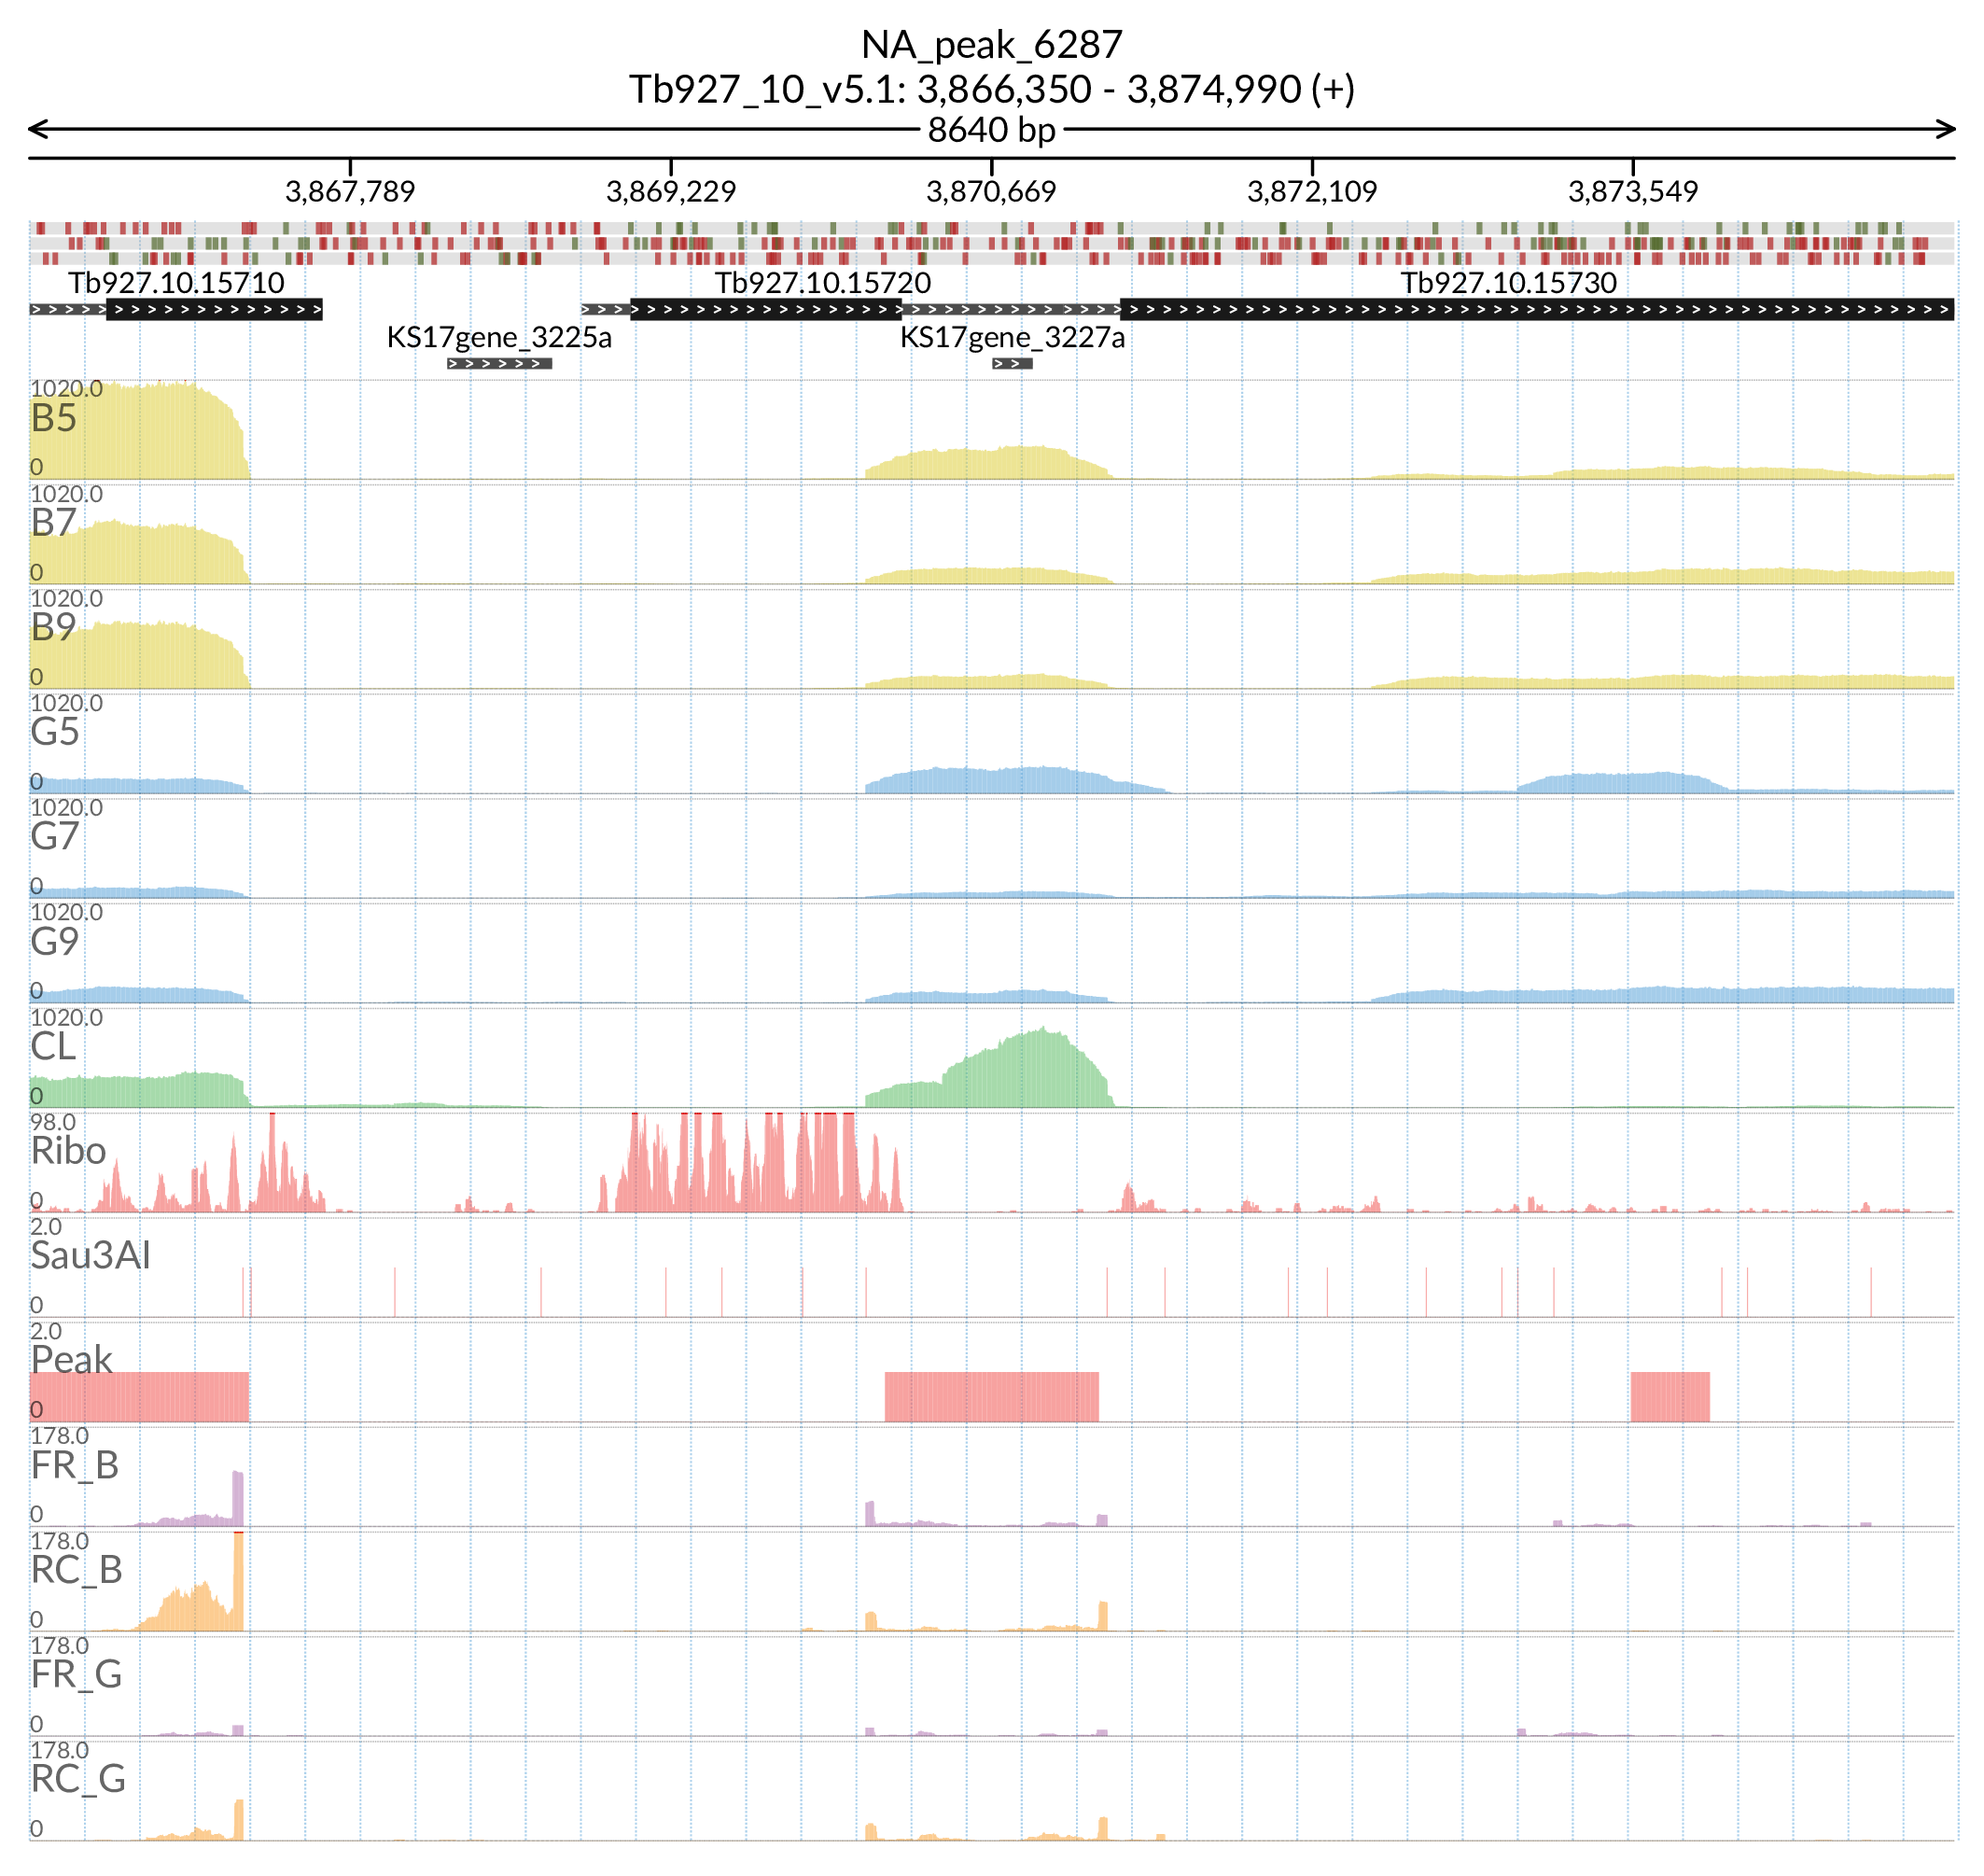 NA_peak_6287
Tb927_10_v5.1: 3,866,350 - 3,874,990 (+)
8640 bp
3,867,789 3,869,229 3,870,669 3,872,109 3,873,549
Tb927.10.15710 Tb927.10.15720 Tb927.10.15730
KS17gene_3225a KS17gene_3227a
1020.0
B5
0
1020.0
B7
0
1020.0
B9
0
1020.0
G5
0
1020.0
G7
0
1020.0
G9
0
1020.0
CL
0
98.0
Ribo
0
2.0
Sau3AI
0
2.0
Peak
0
178.0
FR_B
0
178.0
RC_B
0
178.0
FR_G
0
178.0
RC_G
0